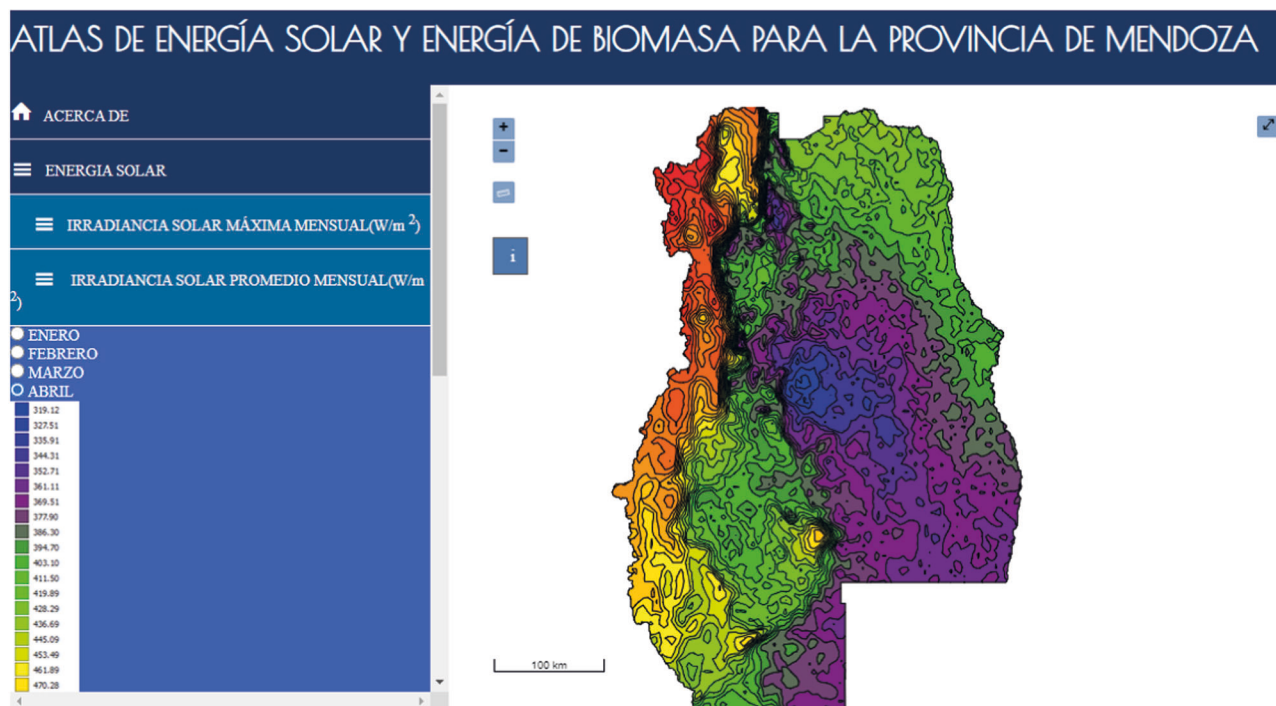 ATLAS DE ENERGÍA SOLAR Y ENERGÍA DE BIOMASA PARA LA PROVINCIA DE MENDOZA
ACERCA DE
ENERGIA SOLAR
IRRADIANCIA SOLAR MÁXIMA MENSUAL(W/m 2)
IRRADIANCIA SOLAR PROMEDIO MENSUAL(W/m
2)
ENERO
FEBRERO
MARZO
ABRIL
319.12
327.51
335.91
344.31
352.71
361.11
369.51
377.90
386.30
394.70
403.10
411.50
419.89
428.29
436.69
445.09
453.49
461.89
470.28
+
−
i
100 km